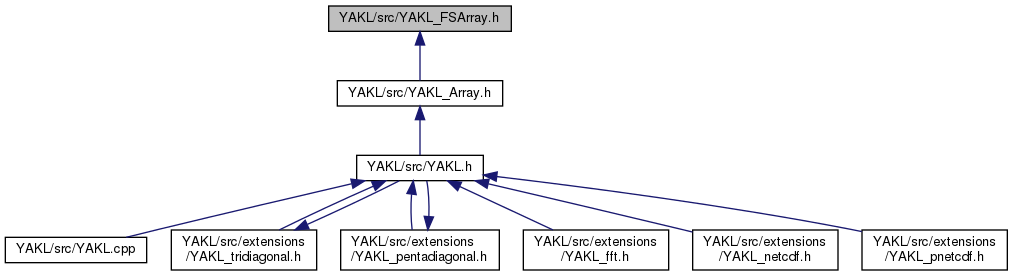 YAKL/src/YAKL_FSArray.h
YAKL/src/YAKL_Array.h
YAKL/src/YAKL.h
YAKL/src/YAKL.cpp
YAKL/src/extensions
/YAKL_tridiagonal.h
YAKL/src/extensions
/YAKL_pentadiagonal.h
YAKL/src/extensions
/YAKL_fft.h
YAKL/src/extensions
/YAKL_netcdf.h
YAKL/src/extensions
/YAKL_pnetcdf.h